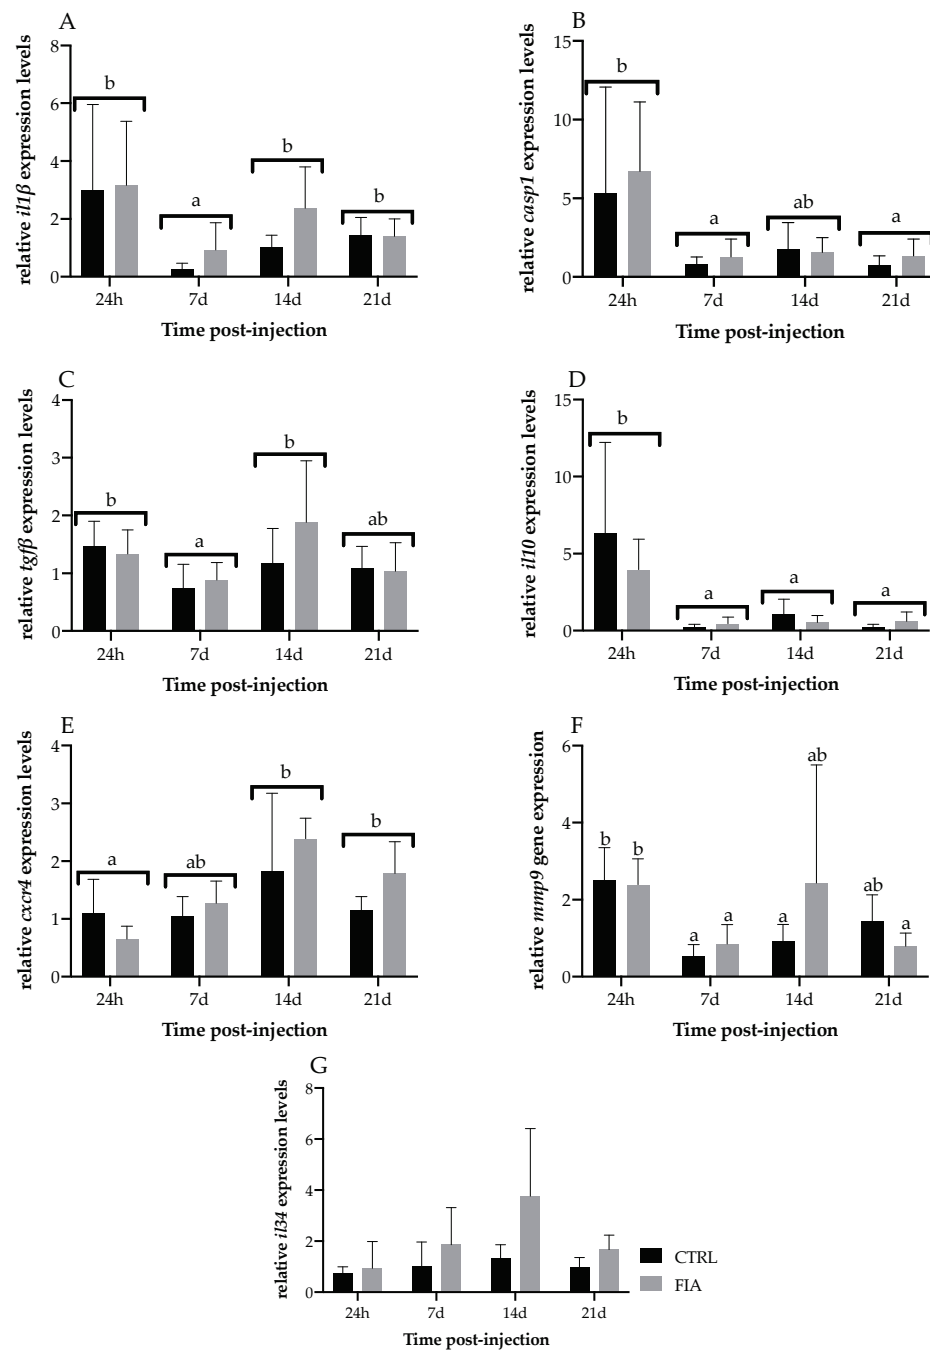 A
relative il1β expression levels
8
6
4
2
0
b
a
b
b
24h 7d 14d 21d
Time post-injection
B
relative casp1 expression levels
15
10
5
0
b
a
ab
a
24h 7d 14d 21d
Time post-injection
C
relative tgfβ expression levels
4
3
2
1
0
b
a
b
ab
24h 7d 14d 21d
Time post-injection
D
relative il10 expression levels
15
10
5
0
b
a
a
a
24h 7d 14d 21d
Time post-injection
E
relative cxcr4 expression levels
4
3
2
1
0
a
ab
b
b
24h 7d 14d 21d
Time post-injection
F
relative mmp9 gene expression
6
4
2
0
b
b
a
a
a
ab
ab
a
24h 7d 14d 21d
Time post-injection
G
relative il34 expression levels
8
6
4
2
0
24h 7d 14d 21d
Time post-injection
CTRL
FIA